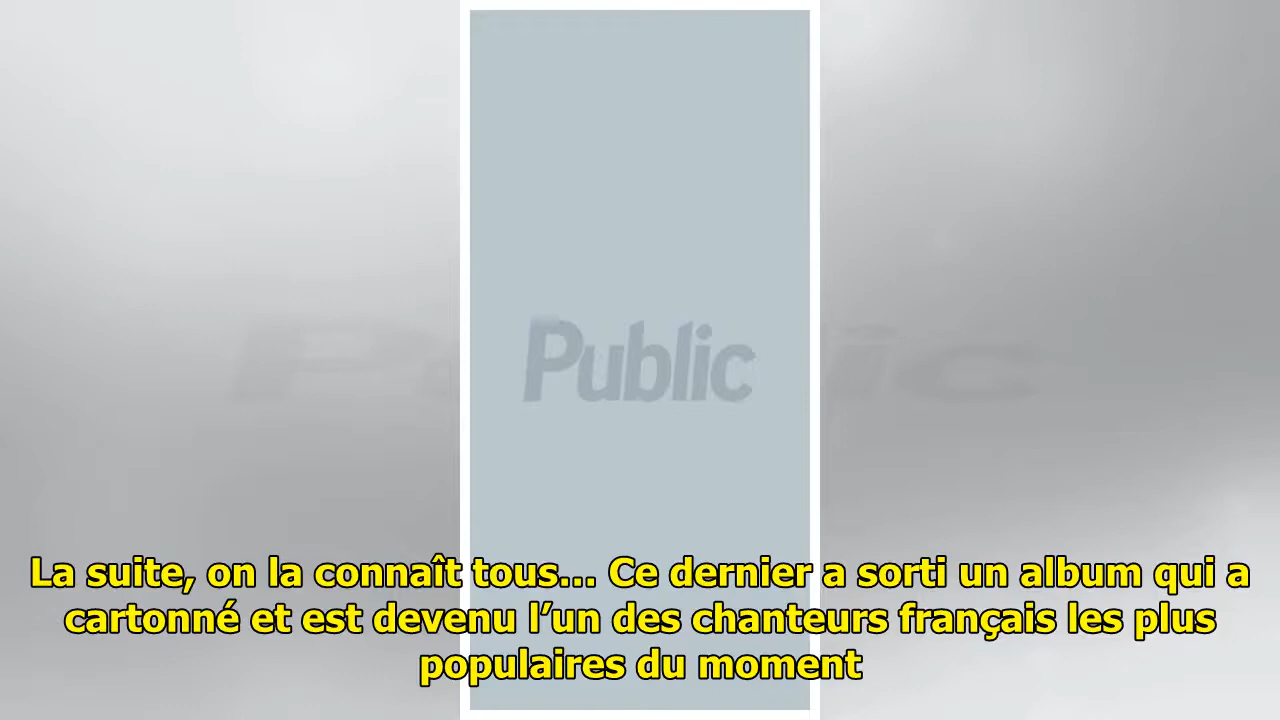 Public
La suite, on la connaît tous... Ce dernier a sorti un album qui a
cartonné et est devenu l’un des chanteurs français les plus
populaires du moment